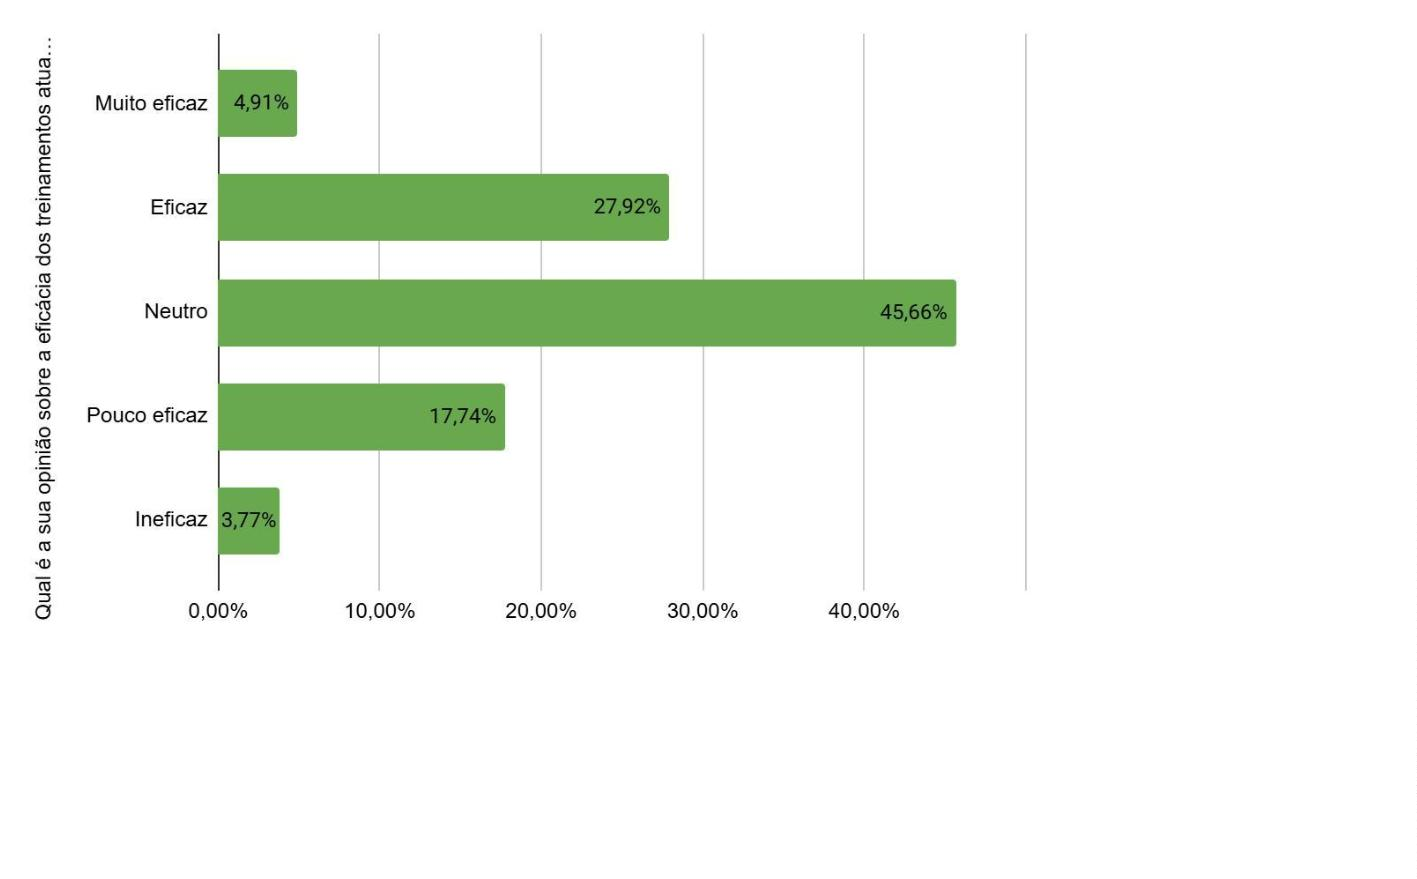 Qual é a sua opinião sobre a eficácia dos treinamentos atua…
Muito eficaz
4,91%
Eficaz
27,92%
Neutro
45,66%
Pouco eficaz
17,74%
Ineficaz
3,77%
0,00%
10,00%
20,00%
30,00%
40,00%